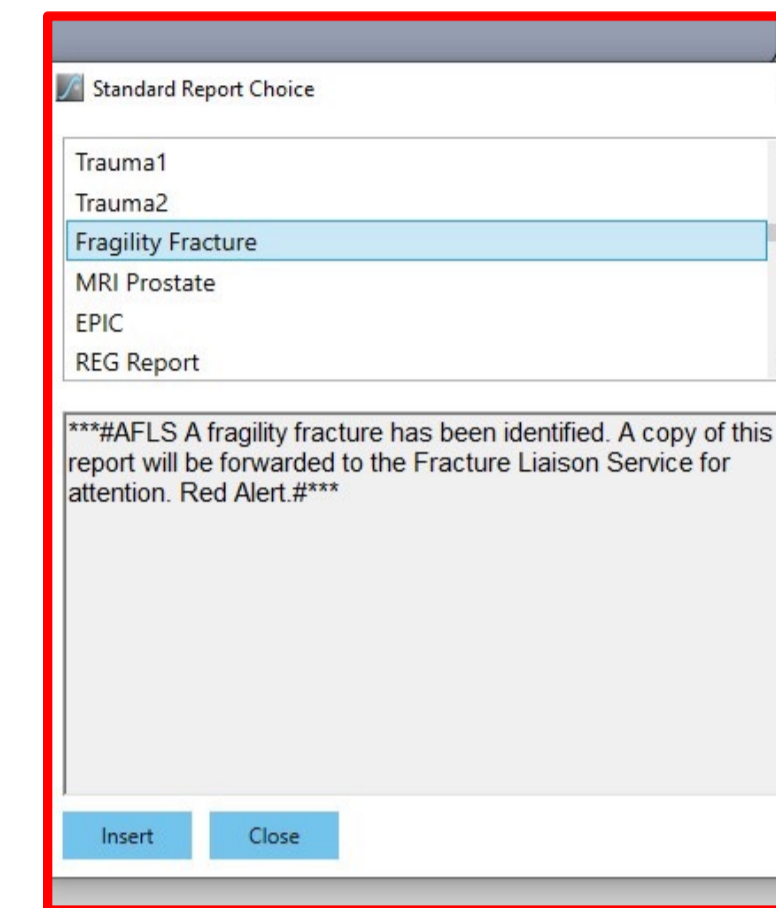 Standard Report Choice
Trauma1
Trauma2
Fragility Fracture
MRI Prostate
EPIC
REG Report
***#AFLS A fragility fracture has been identified. A copy of this
report will be forwarded to the Fracture Liaison Service for
attention. Red Alert.#***
Insert Close